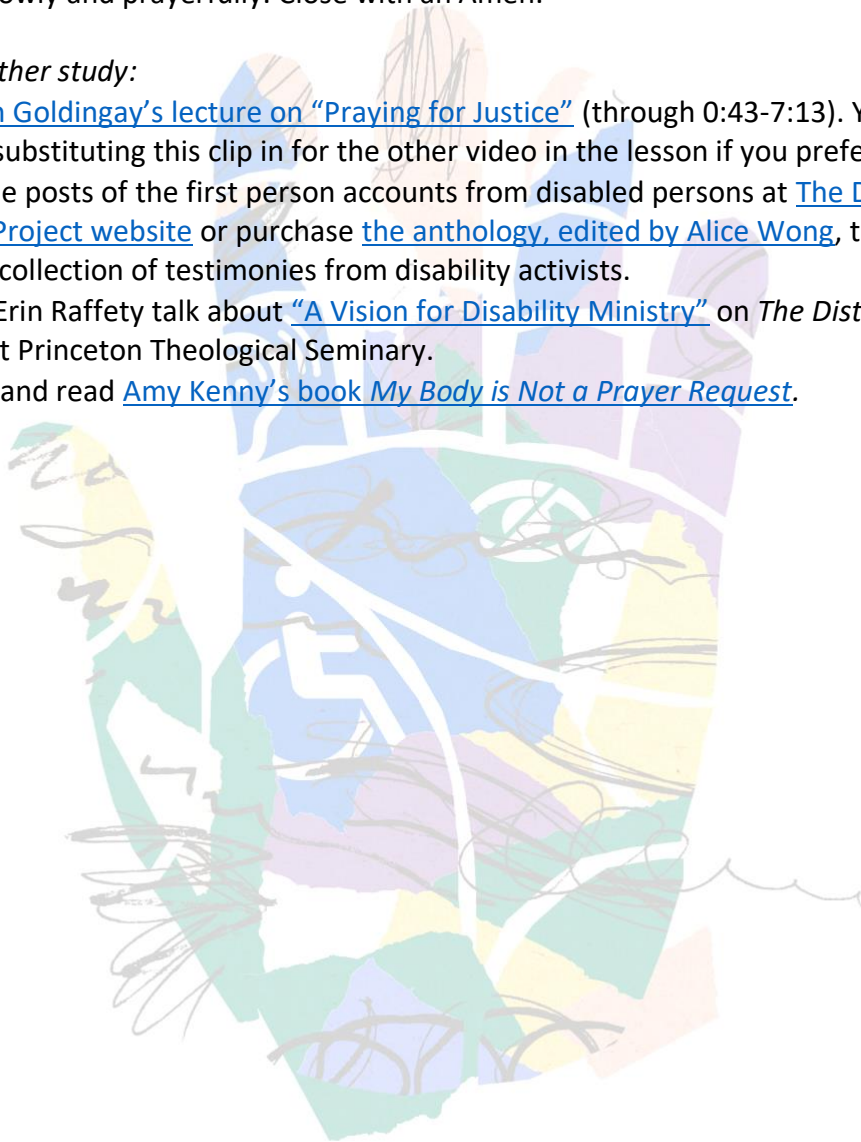 owly and prayerfully. Close with an Amen.
ther study:
n Goldingay’s lecture on “Praying for Justice” (through 0:43-7:13). Y
substituting this clip in for the other video in the lesson if you prefe
e posts of the first person accounts from disabled persons at The D
Project website or purchase the anthology, edited by Alice Wong, t
collection of testimonies from disability activists.
Erin Raffety talk about “A Vision for Disability Ministry” on The Dist
t Princeton Theological Seminary.
and read Amy Kenny’s book My Body is Not a Prayer Request.